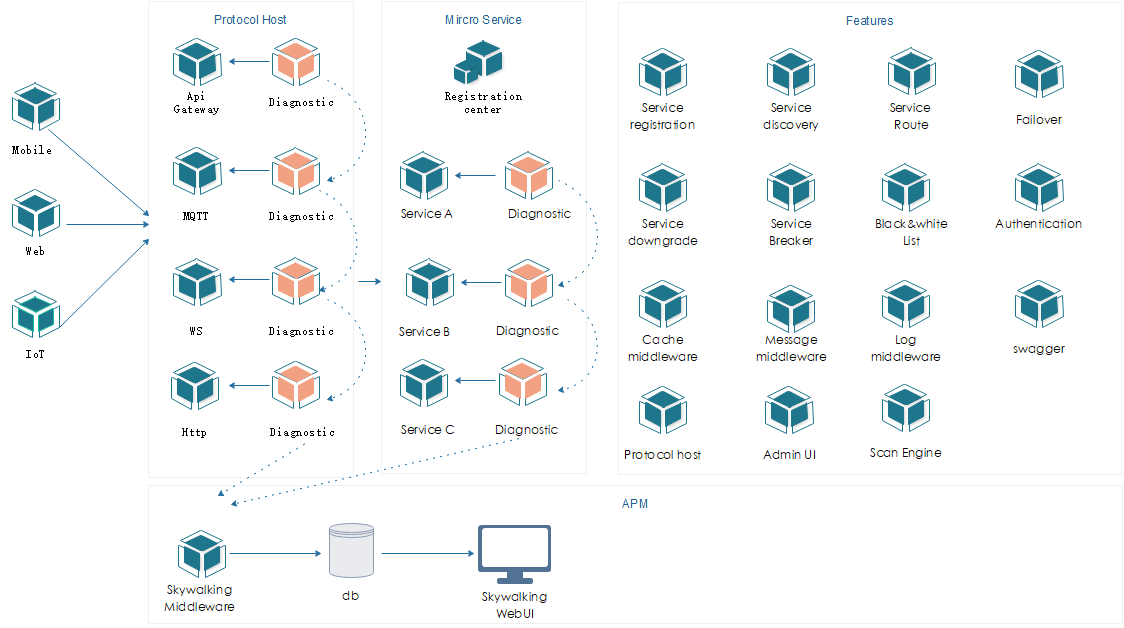 Protocol Host
Mircro Service
Features
Mobile
Web
IoT
Api
Gateway
Diagnostic
MQTT
Diagnostic
WS
Diagnostic
Http
Diagnostic
Registration
center
Service A
Diagnostic
Service B
Diagnostic
Service C
Diagnostic
Service
registration
Service
discovery
Service
Route
Failover
Service
downgrade
Service
Breaker
Black&white
List
Authentication
Cache
middleware
Message
middleware
Log
middleware
swagger
Protocol host
Admin UI
Scan Engine
APM
Skywalking
Middleware
db
Skywalking
WebUI